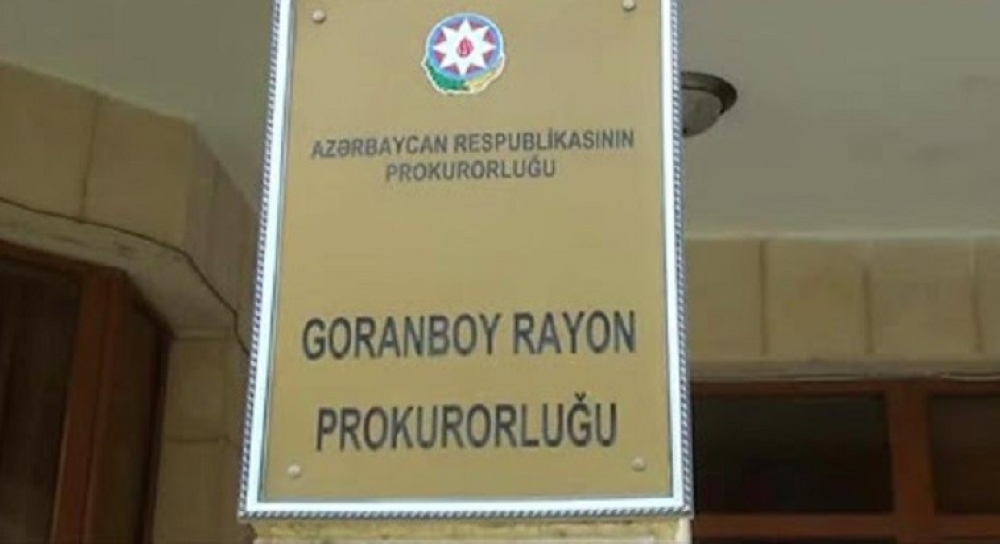 AZƏRBAYCAN RESPUBLİKASININ
PROKURORLUĞU
GORANBOY RAYON
PROKURORLUĞU